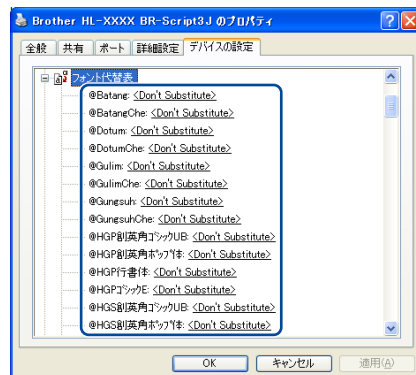 Brother HL-XXXX BR-Script3J のプロパティ
全般 共有 ポート 詳細設定 デバイスの設定
フォント代替表
@Batang: <Don't Substitute>
@BatangChe: <Don't Substitute>
@Dotum: <Don't Substitute>
@DotumChe: <Don't Substitute>
@Gulim: <Don't Substitute>
@GulimChe: <Don't Substitute>
@Gungsuh: <Don't Substitute>
@GungsuhChe: <Don't Substitute>
@HGP創英角ゴシックUB: <Don't Substitute>
@HGP創英角ポップ体: <Don't Substitute>
@HGP行書体: <Don't Substitute>
@HGPゴシックE: <Don't Substitute>
@HGS創英角ゴシックUB: <Don't Substitute>
@HGS創英角ポップ体: <Don't Substitute>
OK キャンセル 適用(A)